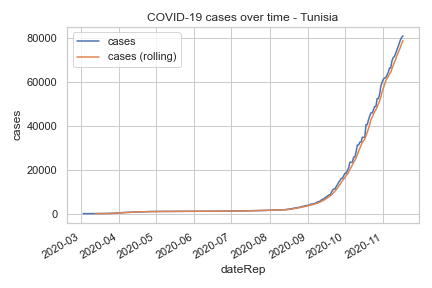 COVID-19 cases over time - Tunisia
cases
cases (rolling)
80000
60000
40000
20000
0
cases
2020-03
2020-04
2020-05
2020-06
2020-07
2020-08
2020-09
2020-10
2020-11
dateRep